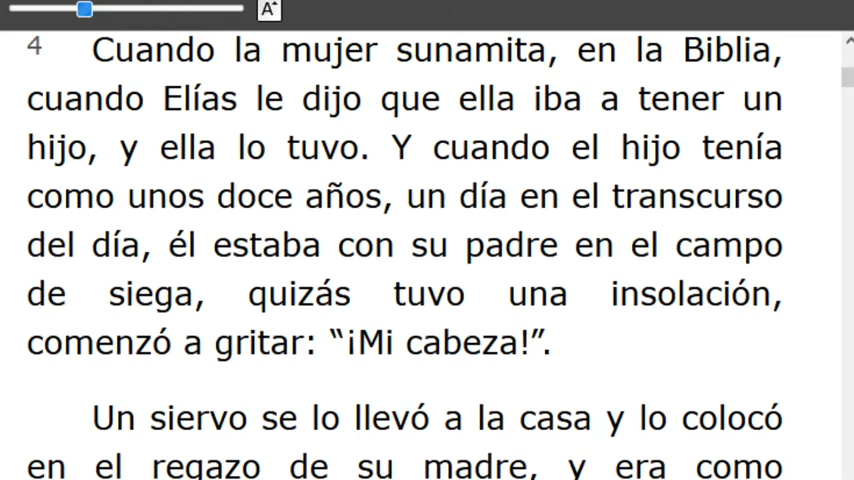 A
4 Cuando la mujer sunamita, en la Biblia,
cuando Elías le dijo que ella iba a tener un
hijo, y ella lo tuvo. Y cuando el hijo tenía
como unos doce años, un día en el transcurso
del día, él estaba con su padre en el campo
de siega, quizás tuvo una insolación,
comenzó a gritar: “¡Mi cabeza!”.
Un siervo se lo llevó a la casa y lo colocó
en el regazo de su madre, y era como